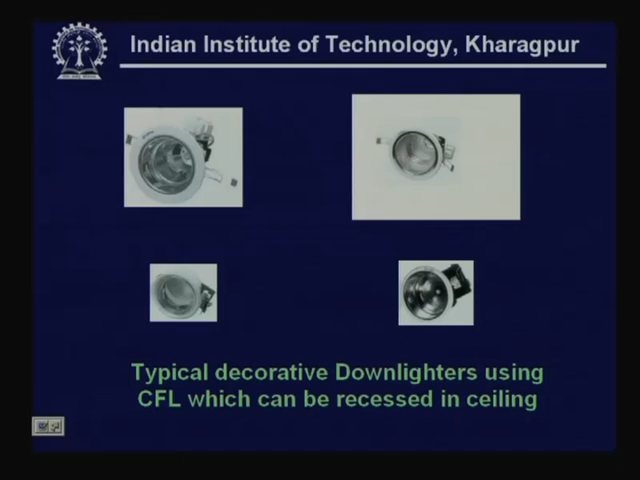 Indian Institute of Technology, Kharagpur
Typical decorative Downlighters using
CFL which can be recessed in ceiling